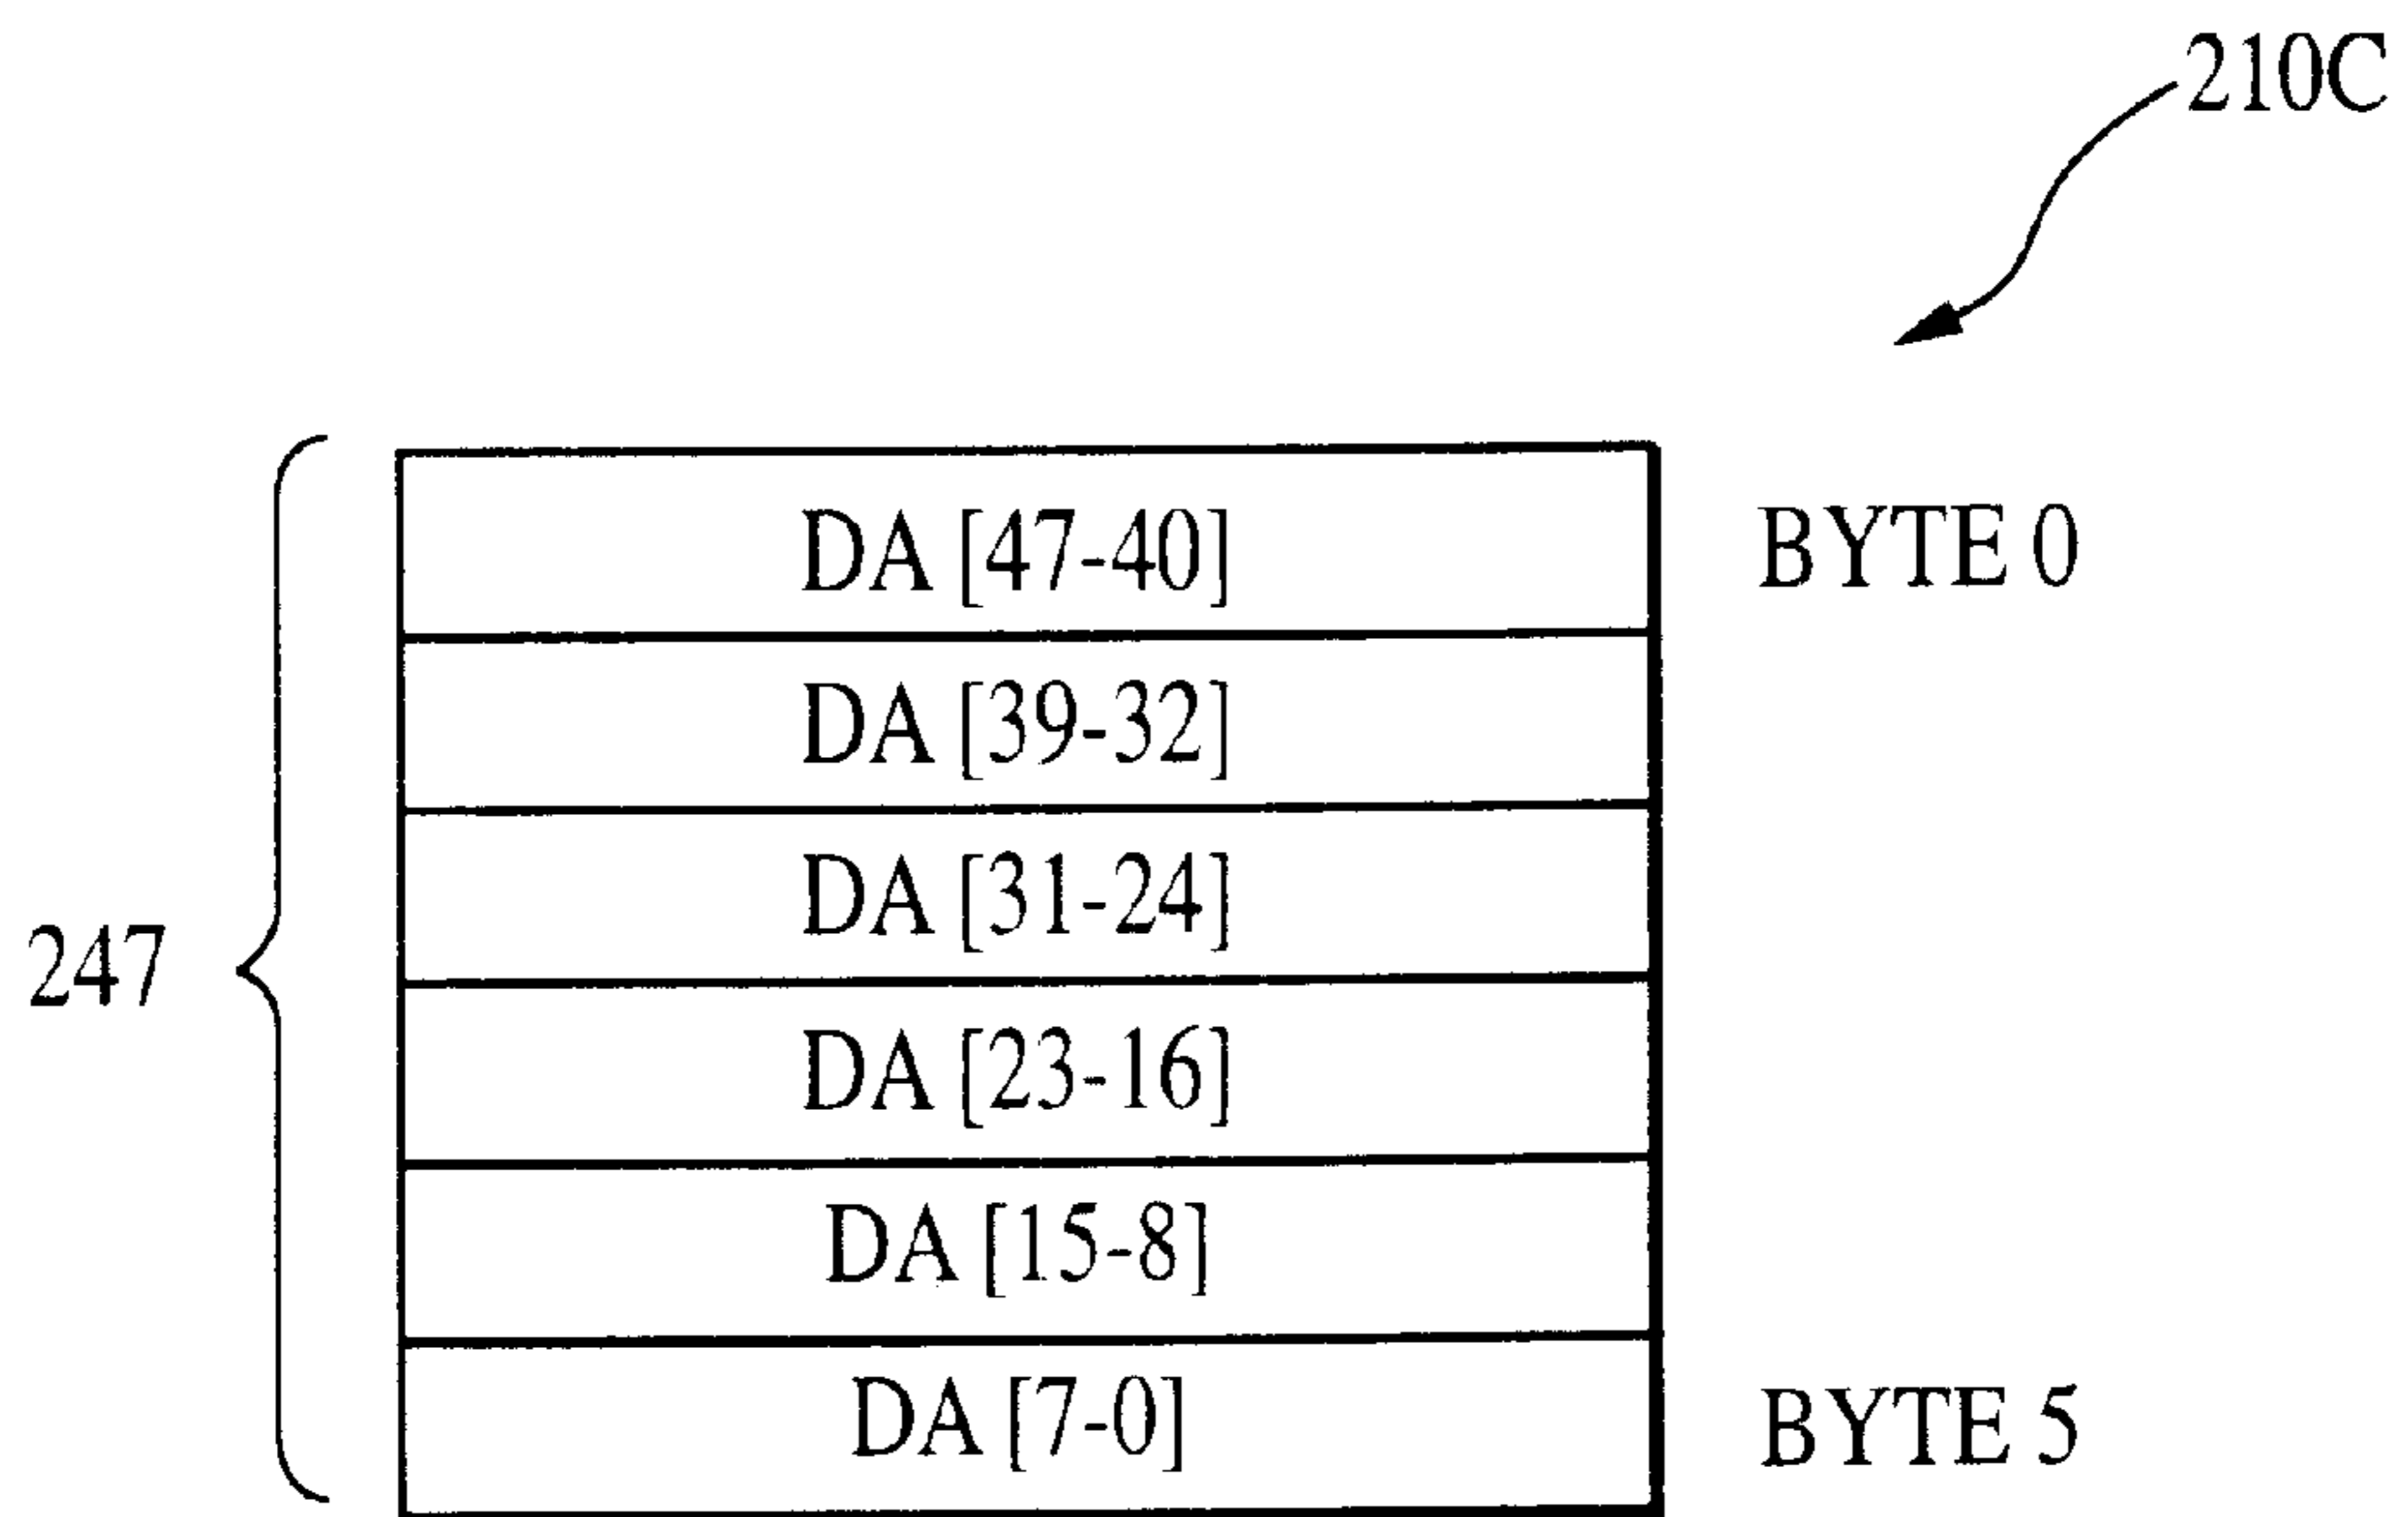 210C
DA [47-40] BYTE 0
DA [39-32]
DA [31-24]
247
DA [23-16]
DA [15-8]
DA [7-0] BYTE 5